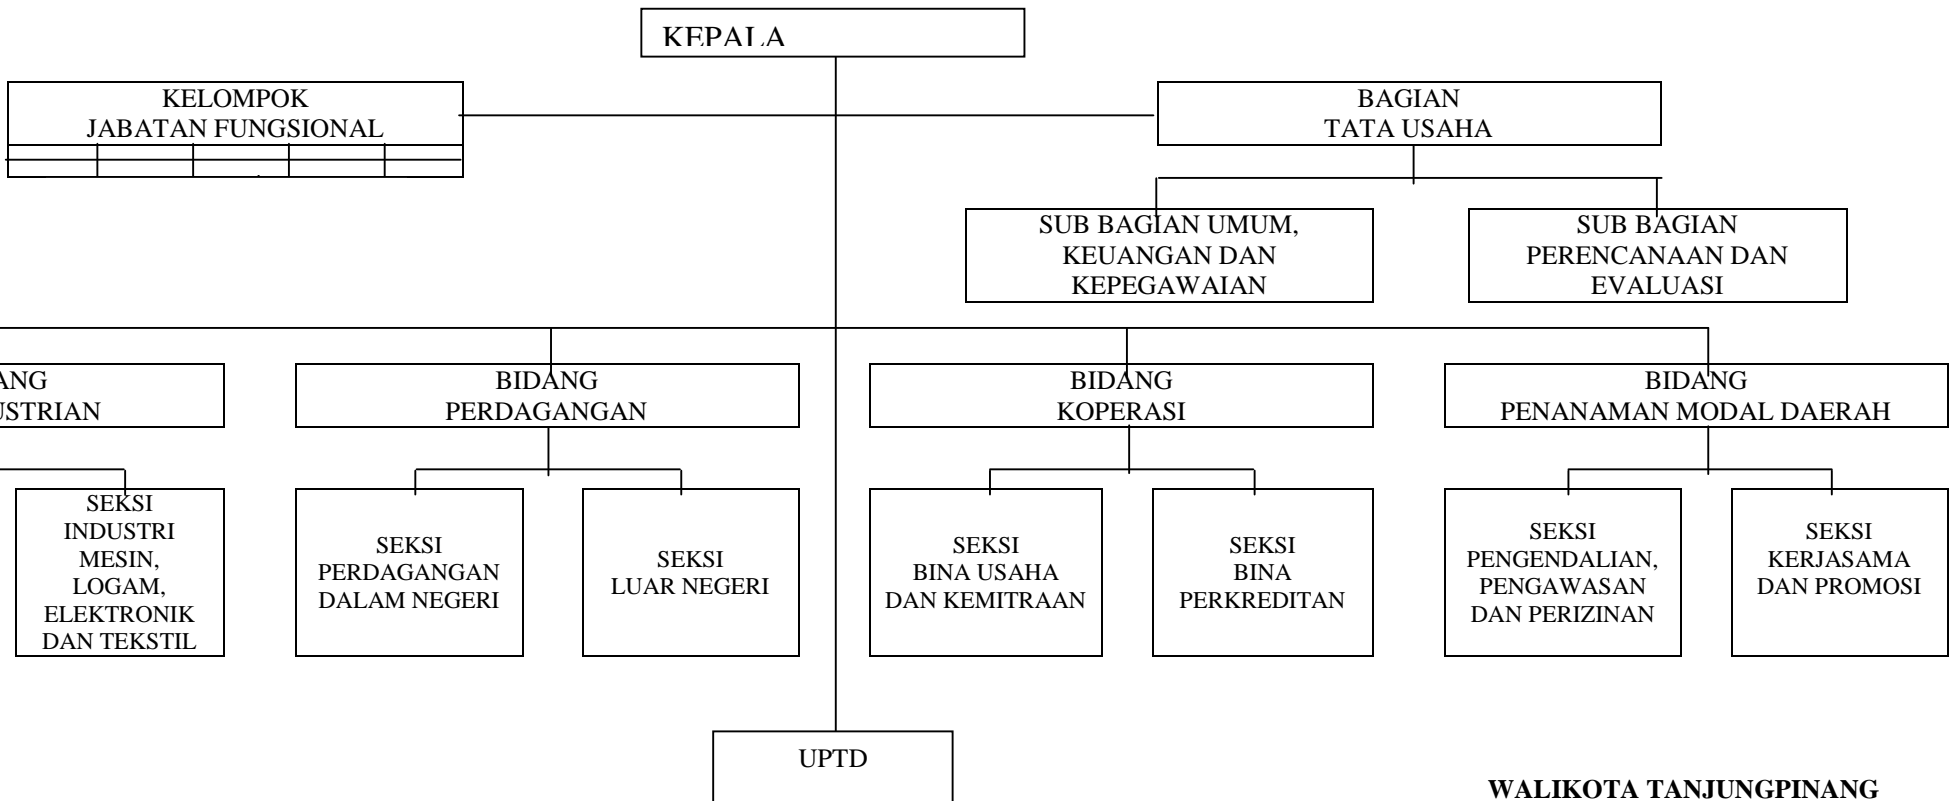 KEPALA
KELOMPOK
JABATAN FUNGSIONAL
BAGIAN
TATA USAHA
SUB BAGIAN UMUM,
KEUANGAN DAN
KEPEGAWAIAN
SUB BAGIAN
PERENCANAAN DAN
EVALUASI
ANG
USTRIAN
BIDANG
PERDAGANGAN
BIDANG
KOPERASI
BIDANG
PENANAMAN MODAL DAERAH
SEKSI
INDUSTRI
MESIN,
LOGAM,
ELEKTRONIK
DAN TEKSTIL
SEKSI
PERDAGANGAN
DALAM NEGERI
SEKSI
LUAR NEGERI
SEKSI
BINA USAHA
DAN KEMITRAAN
SEKSI
BINA
PERKREDITAN
SEKSI
PENGENDALIAN,
PENGAWASAN
DAN PERIZINAN
SEKSI
KERJASAMA
DAN PROMOSI
UPTD
WALIKOTA TANJUNGPINANG